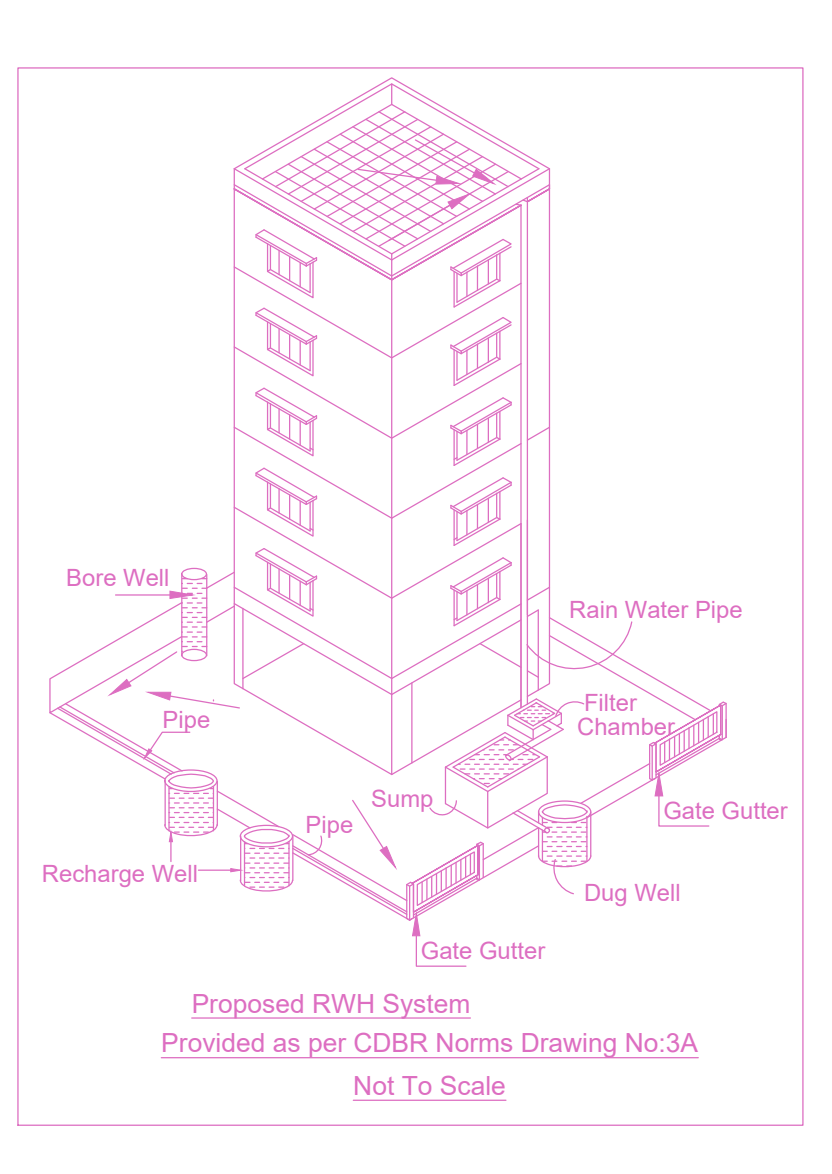 Bore Well
Rain Water Pipe
Filter
Chamber
Pipe
Sump
Gate Gutter
Pipe
Recharge Well
Dug Well
Gate Gutter
Proposed RWH System
Provided as per CDBR Norms Drawing No:3A
Not To Scale